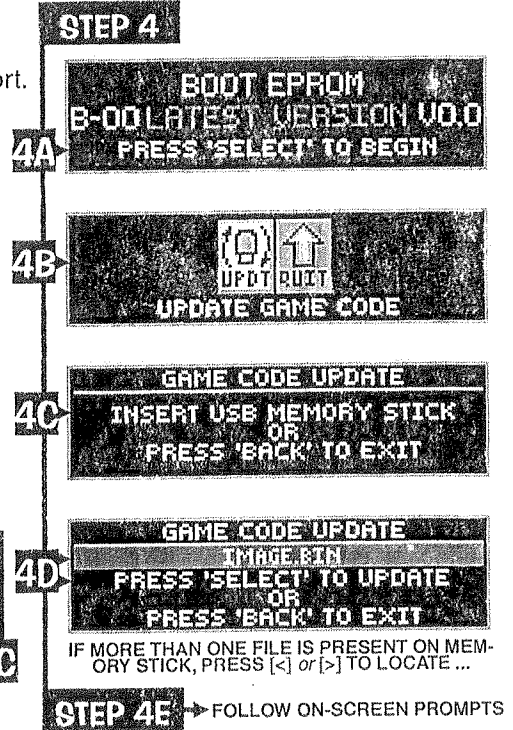 STEP 4
ort.
BOOT EPROM
B-00 LATEST VERSION V0.0
4A
PRESS 'SELECT' TO BEGIN
4B
UPDT QUIT
UPDATE GAME CODE
GAME CODE UPDATE
4C
INSERT USB MEMORY STICK
OR
PRESS 'BACK' TO EXIT
GAME CODE UPDATE
IMAGE.BIN
4D
PRESS 'SELECT' TO UPDATE
OR
PRESS 'BACK' TO EXIT
C
IF MORE THAN ONE FILE IS PRESENT ON MEM-
ORY STICK, PRESS [<] or [>] TO LOCATE ...
STEP 4E FOLLOW ON-SCREEN PROMPTS